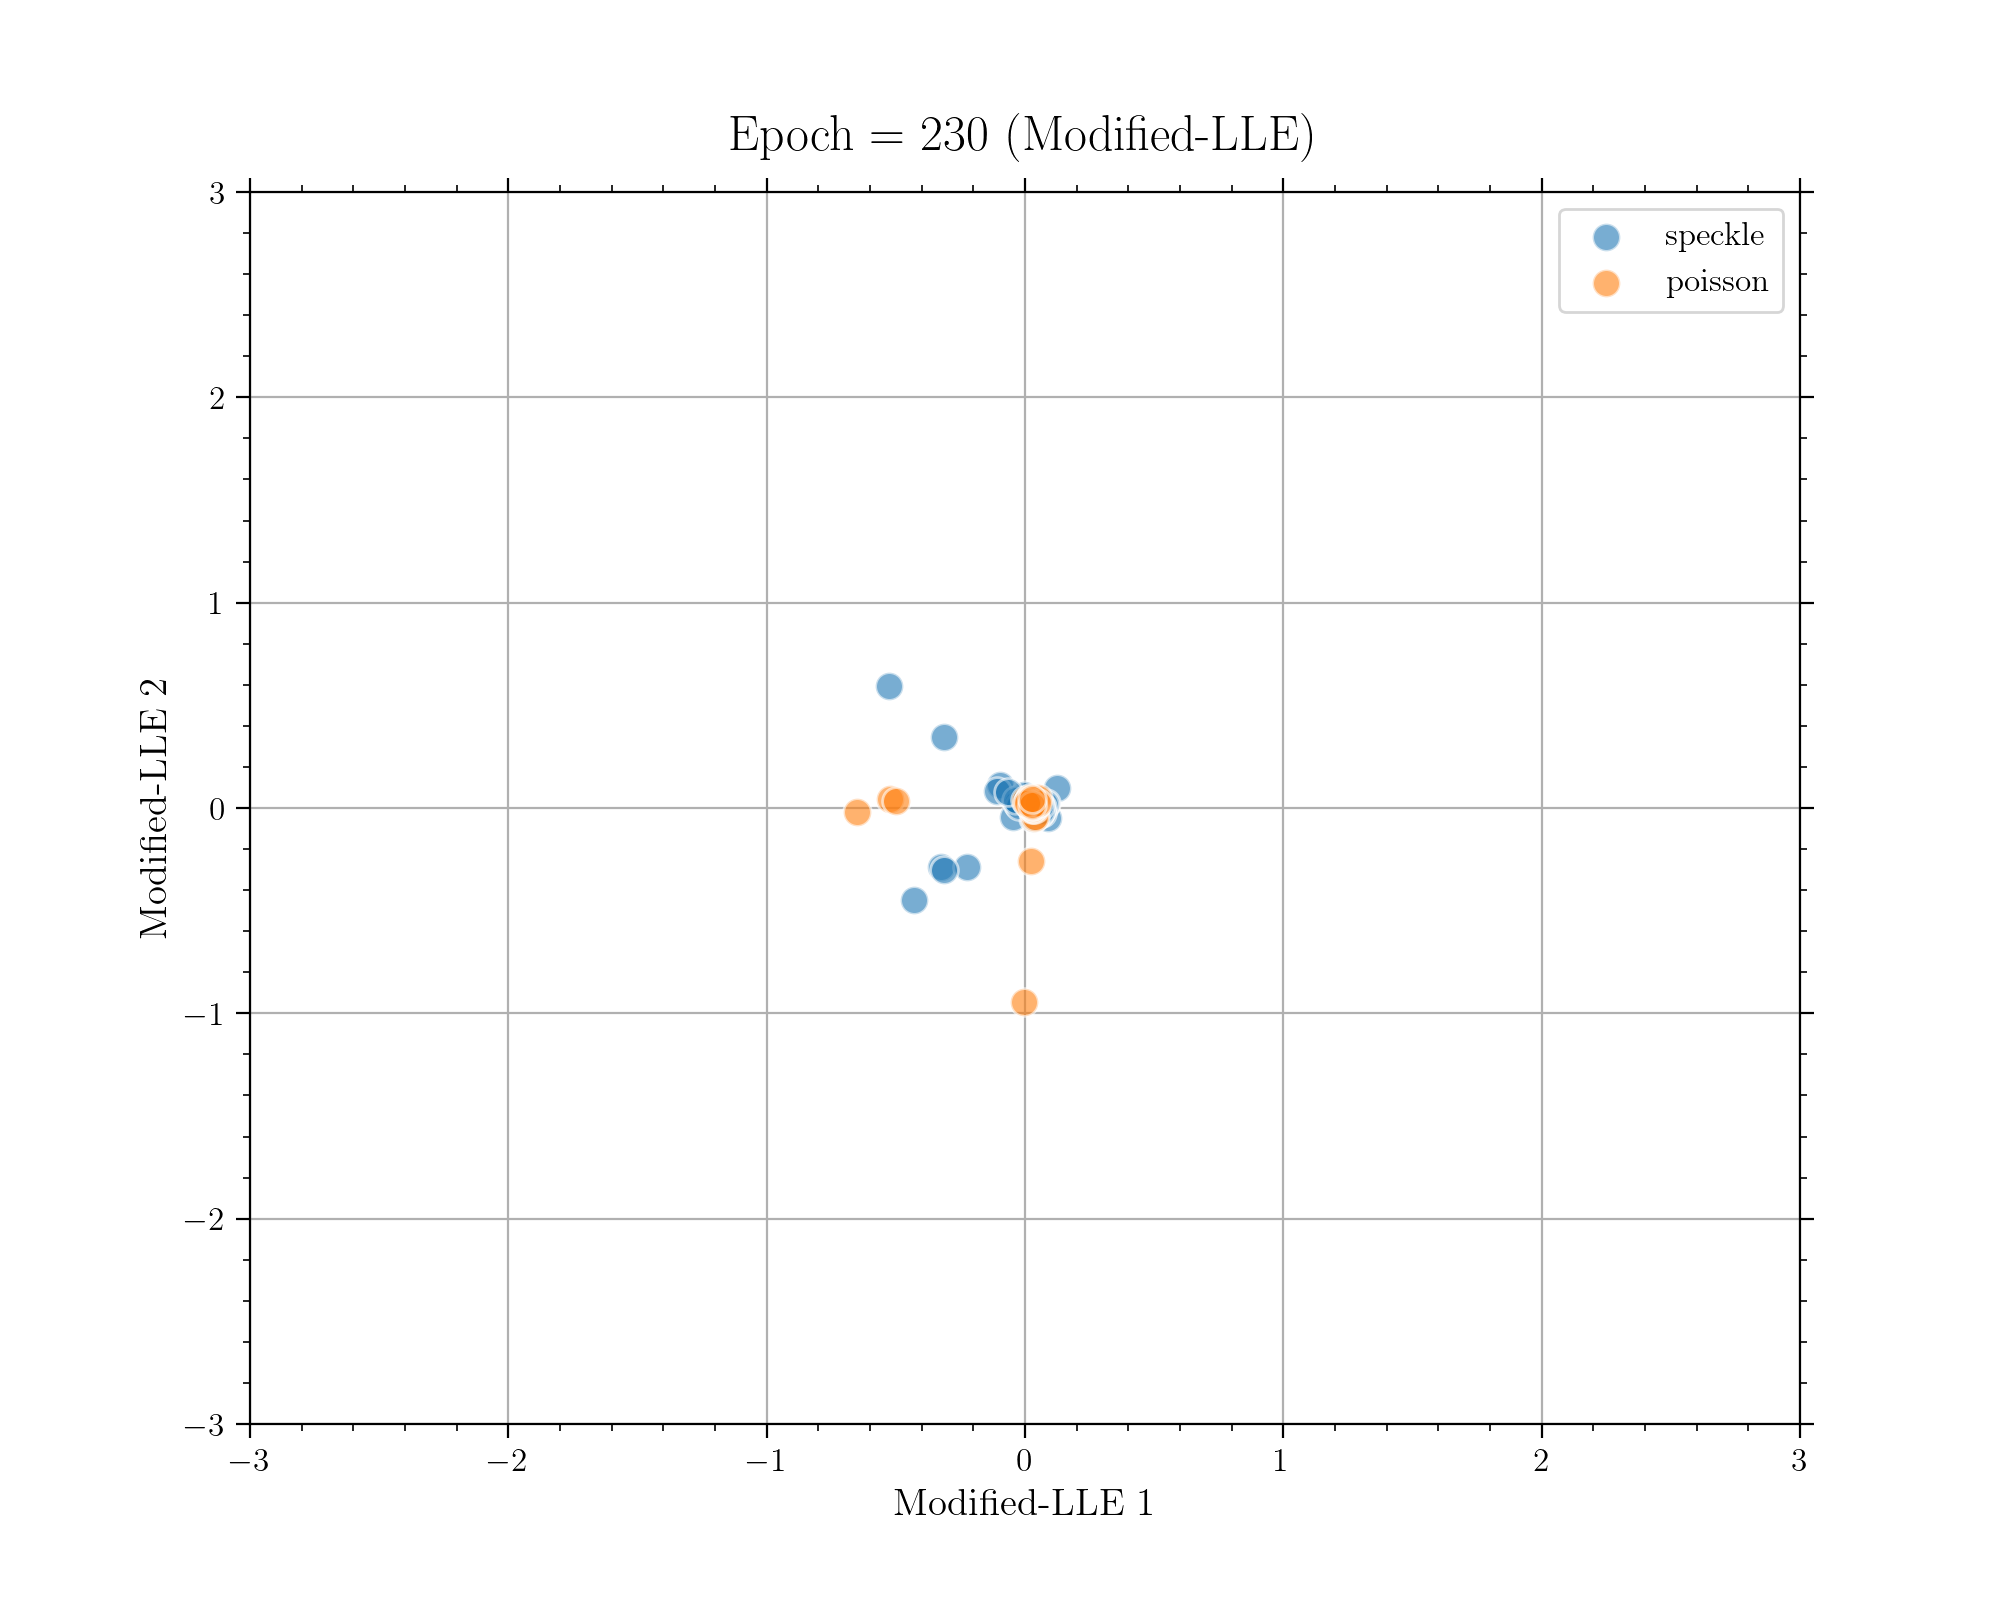 Epoch = 230 (Modified-LLE)
speckle
poisson
3
2
1
0
−1
−2
−3
Modified-LLE 2
−3
−2
−1
0
1
2
3
Modified-LLE 1